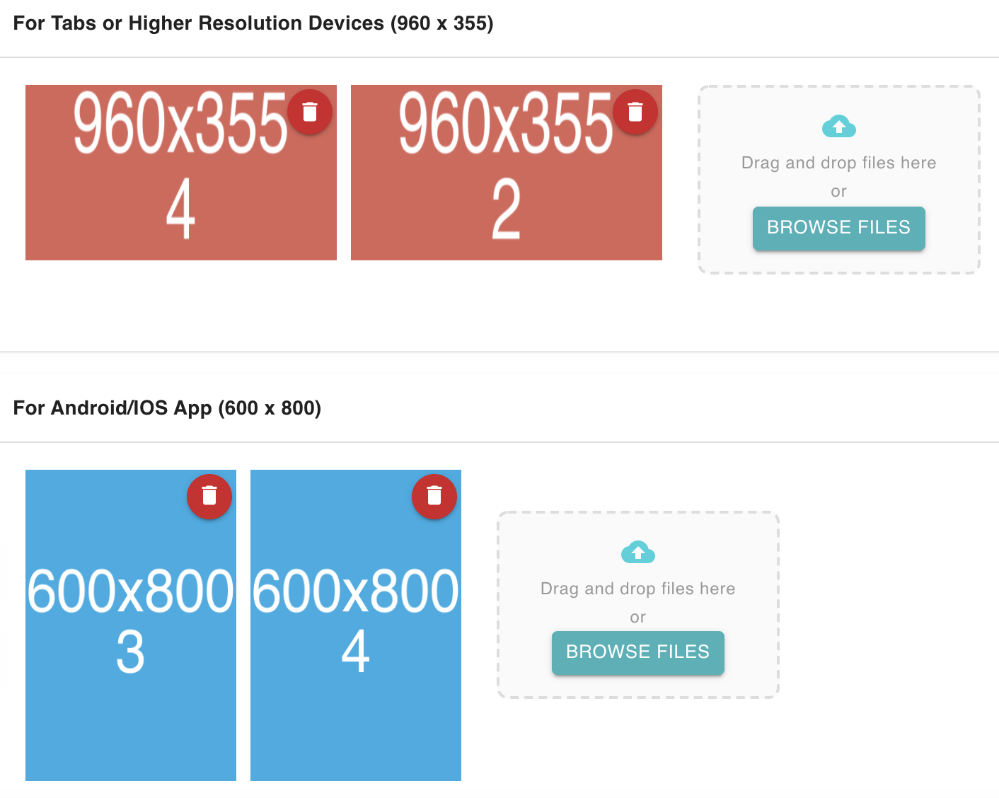 For Tabs or Higher Resolution Devices (960 x 355)
960x355
4
960x355
2
Drag and drop files here
or
BROWSE FILES
For Android/IOS App (600 x 800)
600x800
3
600x800
4
Drag and drop files here
or
BROWSE FILES